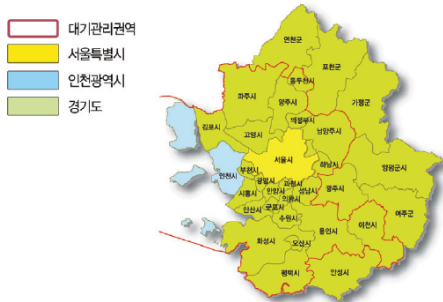 대기관리권역
서울특별시
인천광역시
경기도
연천군
포천군
동두천시
파주시
양주시
가평군
의정부시
김포시
고양시
남양주시
서울시
하남시
양평군시
인천시
부천시
광명시
과천시
시흥시
안양시
성남시
광주시
군포시
의왕시
안산시
수원시
여주군
용인시
이천시
화성시
오산시
평택시
안성시